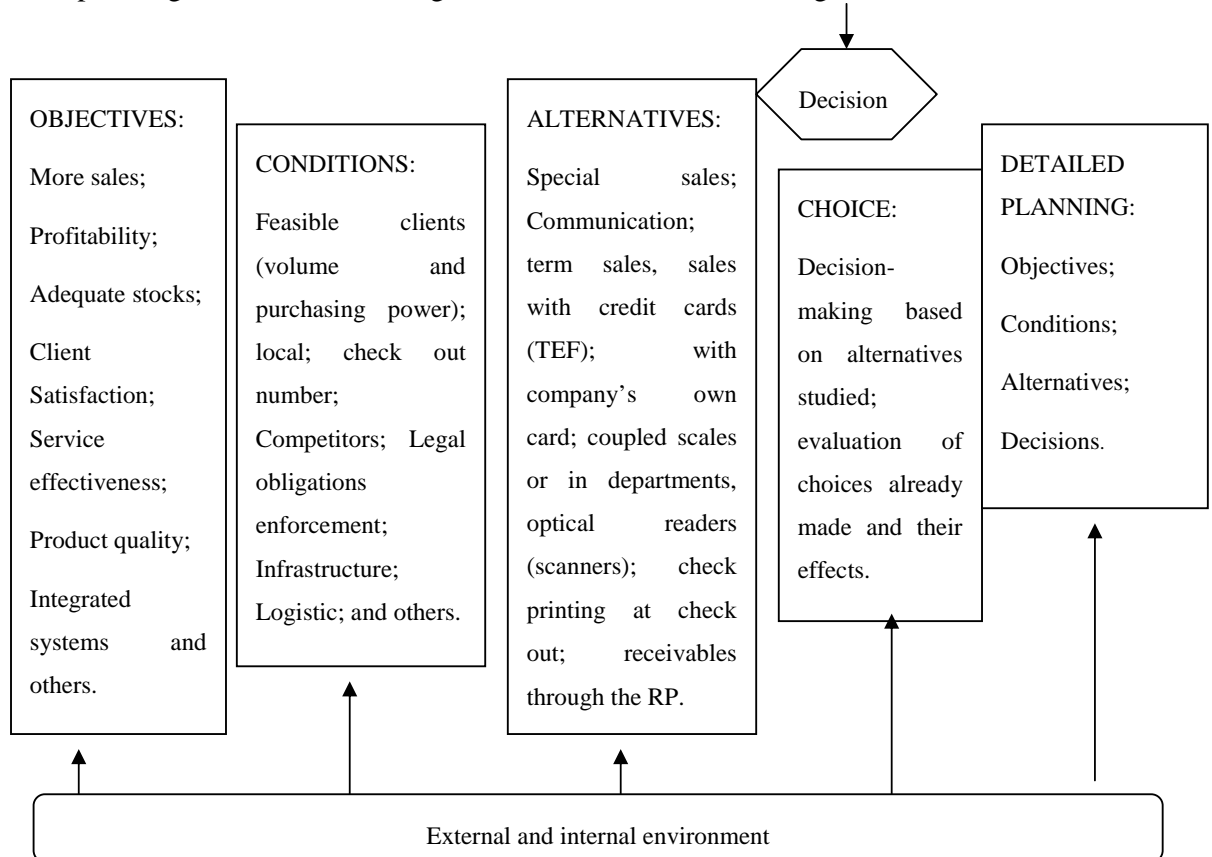 Decision
OBJECTIVES:
More sales;
Profitability;
Adequate stocks;
Client
Satisfaction;
Service
effectiveness;
Product quality;
Integrated
systems and
others.
CONDITIONS:
Feasible clients
(volume and
purchasing power);
local; check out
number;
Competitors; Legal
obligations
enforcement;
Infrastructure;
Logistic; and others.
ALTERNATIVES:
Special sales;
Communication;
term sales, sales
with credit cards
(TEF); with
company’s own
card; coupled scales
or in departments,
optical readers
(scanners); check
printing at check
out; receivables
through the RP.
CHOICE:
Decision-
making based
on alternatives
studied;
evaluation of
choices already
made and their
effects.
DETAILED
PLANNING:
Objectives;
Conditions;
Alternatives;
Decisions.
External and internal environment